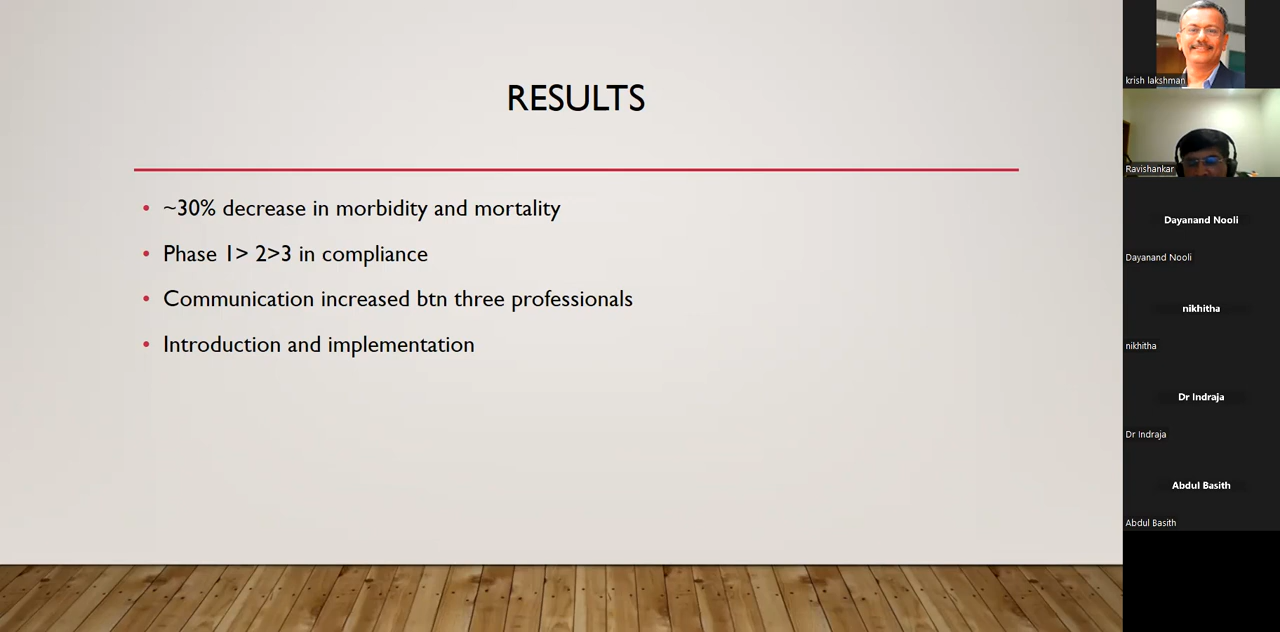 RESULTS
• ~30% decrease in morbidity and mortality
• Phase 1> 2>3 in compliance
• Communication increased btn three professionals
• Introduction and implementation
krish lakshman
Ravishankar
Dayanand Nooli
Dayanand Nooli
nikhitha
nikhitha
Dr Indraja
Dr Indraja
Abdul Basith
Abdul Basith